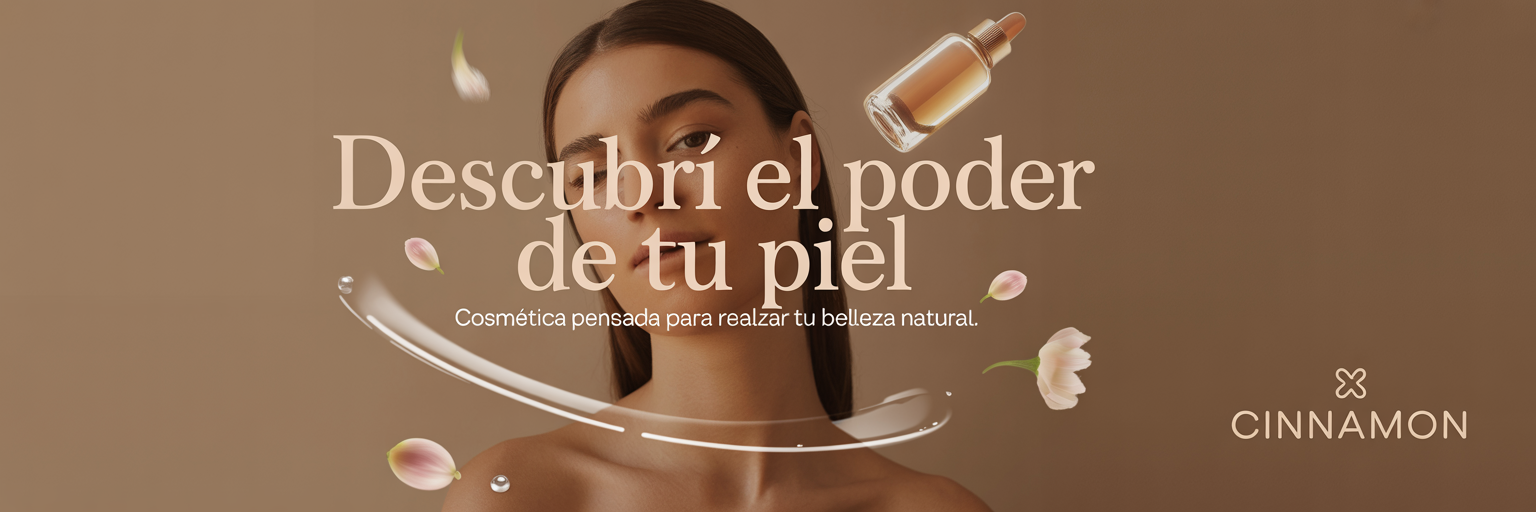 Descubrí el poder
de tu piel
Cosmética pensada para realzar tu belleza natural.
CINNAMON